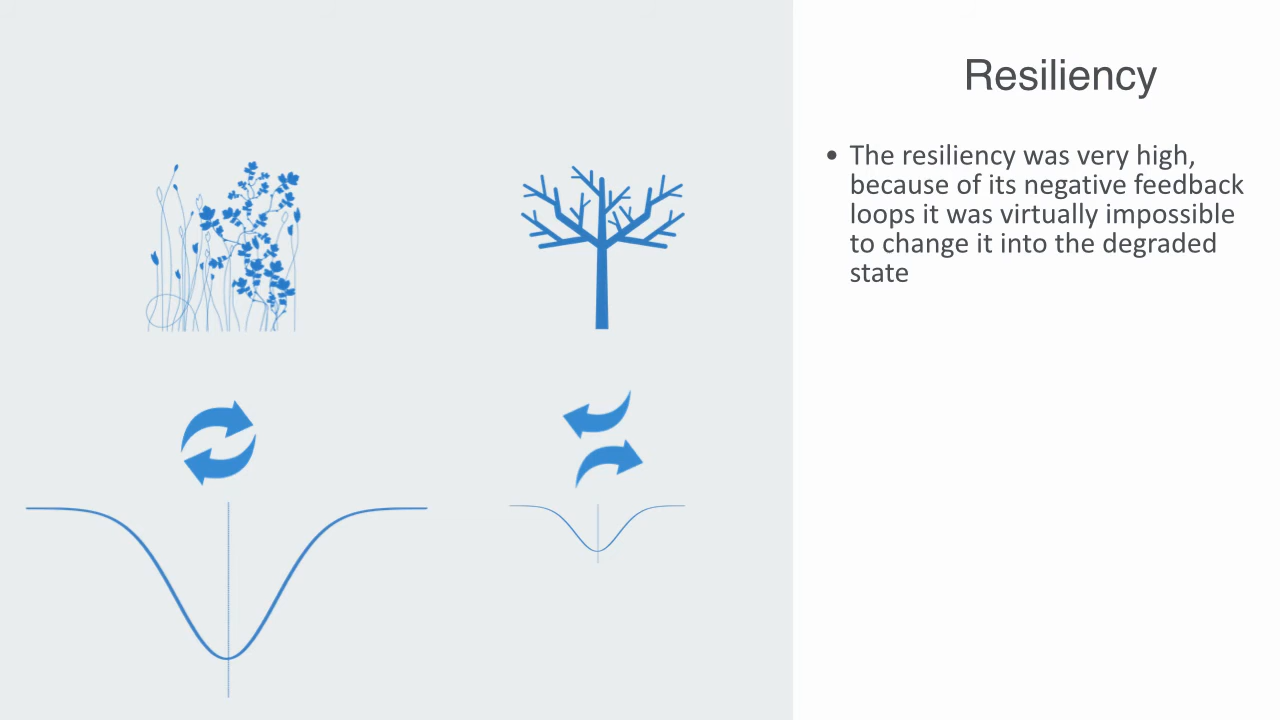 Resiliency
• The resiliency was very high,
because of its negative feedback
loops it was virtually impossible
to change it into the degraded
state